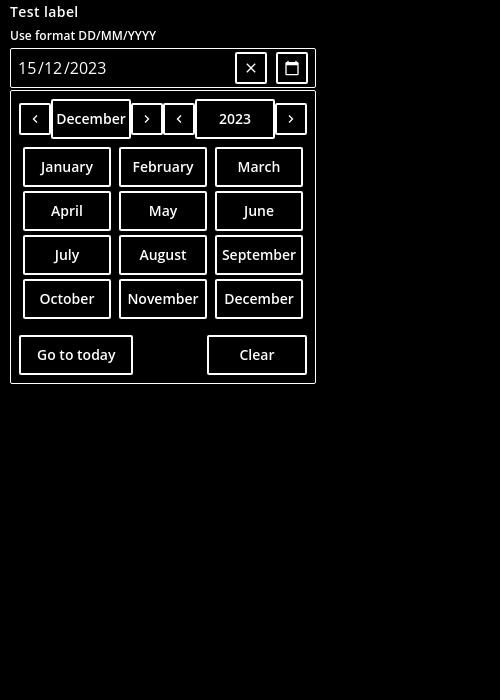 Test label
Use format DD/MM/YYYY
15/12/2023
December 2023
January February March
April May June
July August September
October November December
Go to today Clear